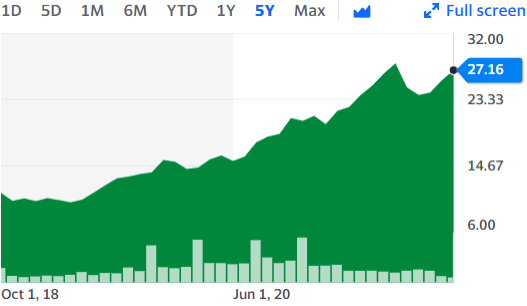 1D 5D 1M 6M YTD 1Y 5Y Max Full screen
32.00
27.16
23.33
14.67
6.00
Oct 1, 18 Jun 1, 20